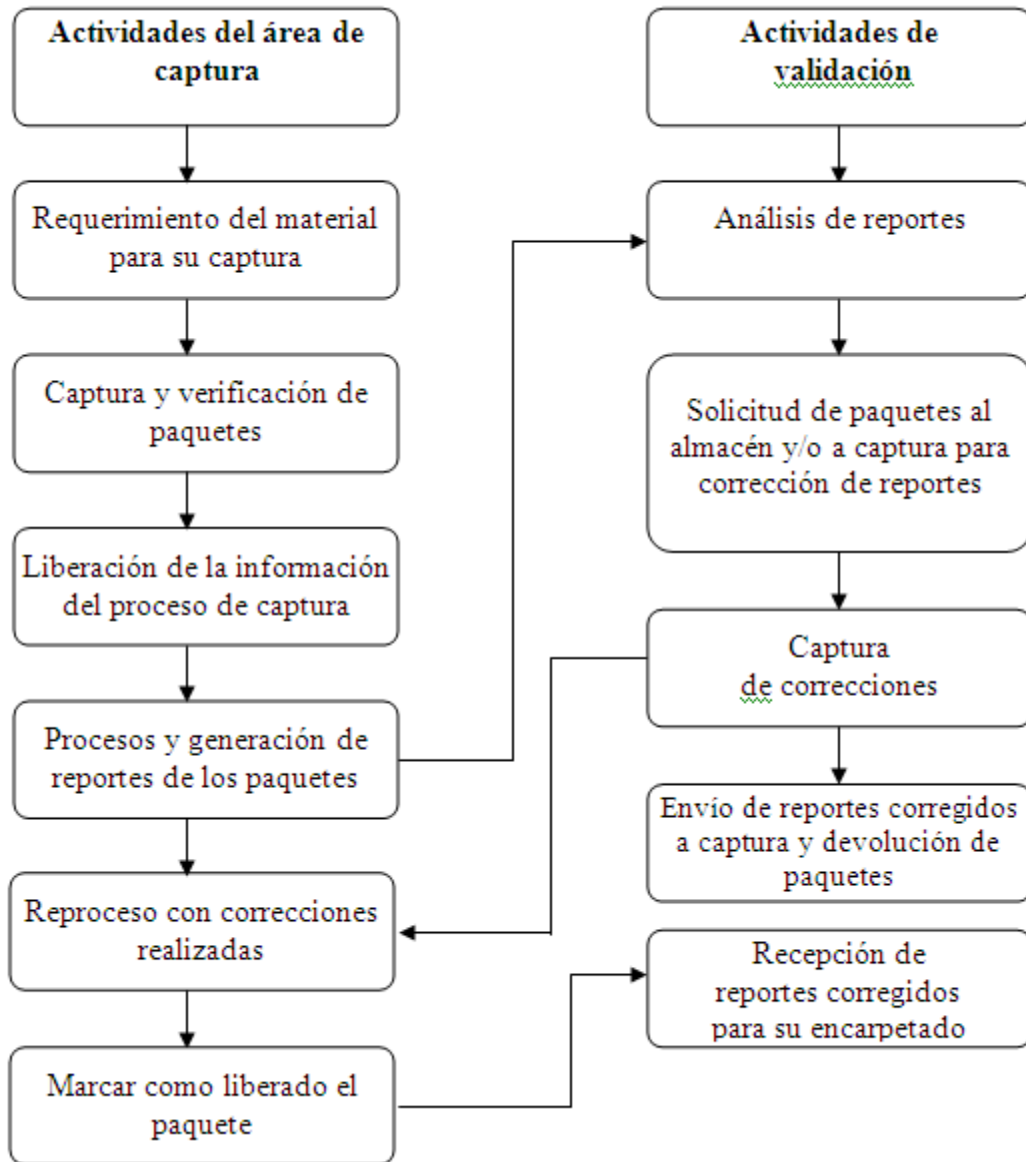 Actividades del área de
captura
Requerimiento del material
para su captura
Captura y verificación de
paquetes
Liberación de la información
del proceso de captura
Procesos y generación de
reportes de los paquetes
Reproceso con correcciones
realizadas
Marcar como liberado el
paquete
Actividades de
validación
Análisis de reportes
Solicitud de paquetes al
almacén y/o a captura para
corrección de reportes
Captura
de correcciones
Envío de reportes corregidos
a captura y devolución de
paquetes
Recepción de
reportes corregidos
para su encarpetado